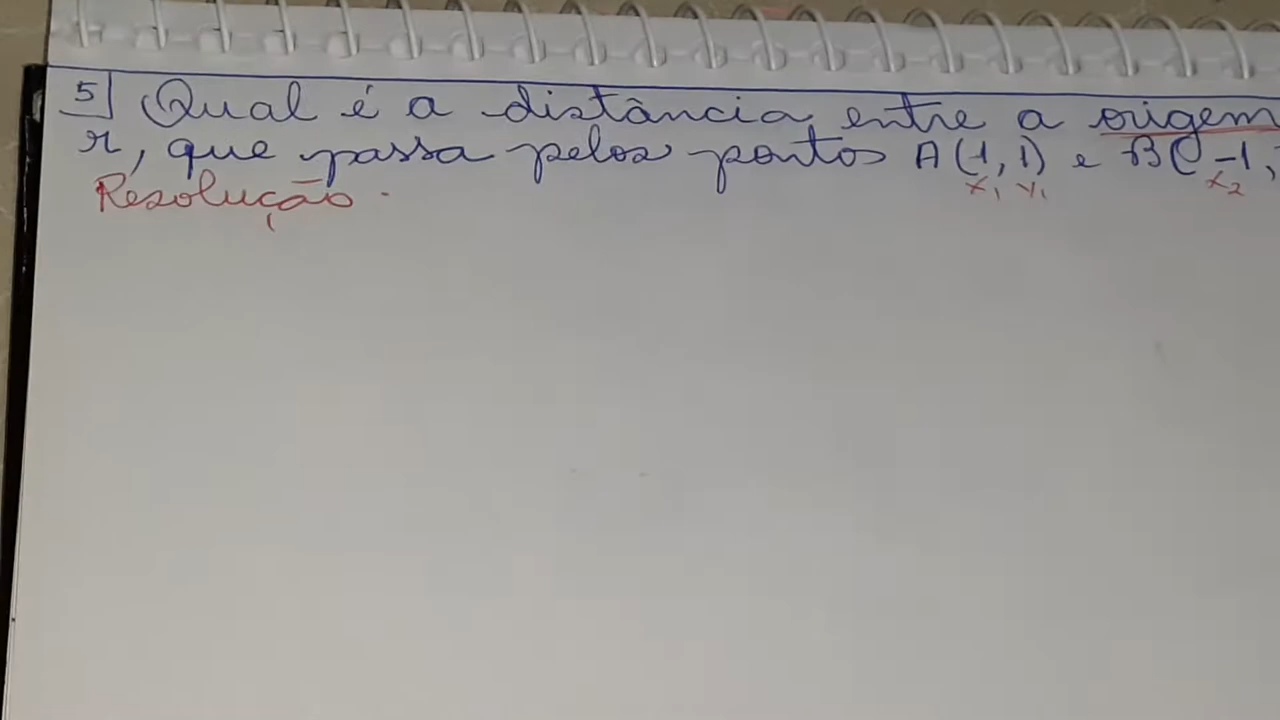 5 Qual é a distância entre a origem
r, que passa pelos pontos A(1,1) e B(-1,
x1 y1 x2
Resolução.